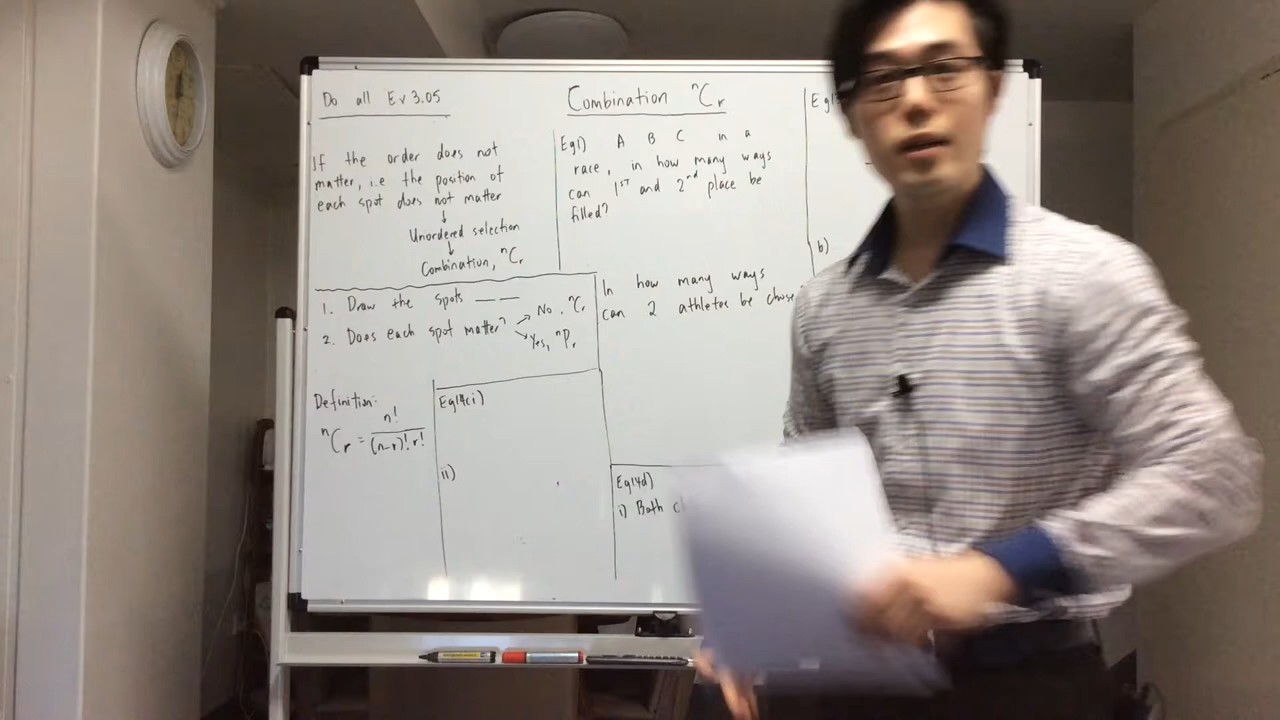 Do all Ex 3.05
If the order does not
matter, i.e the position of
each spot does not matter
↓
Unordered selection
↓
Combination, ⁿCᵣ
1. Draw the spots __ __
2. Does each spot matter? → No, ⁿCᵣ
→ Yes, ⁿPᵣ
Definition:
ⁿCᵣ = n! / (n-r)! r!
Eg14ci)
ii)
Combination ⁿCᵣ
Eg1) A B C in a
race, in how many ways
can 1ST and 2nd place be
filled?
In how many ways
can 2 athletes be chose
Eg14d)
i) Both
b)